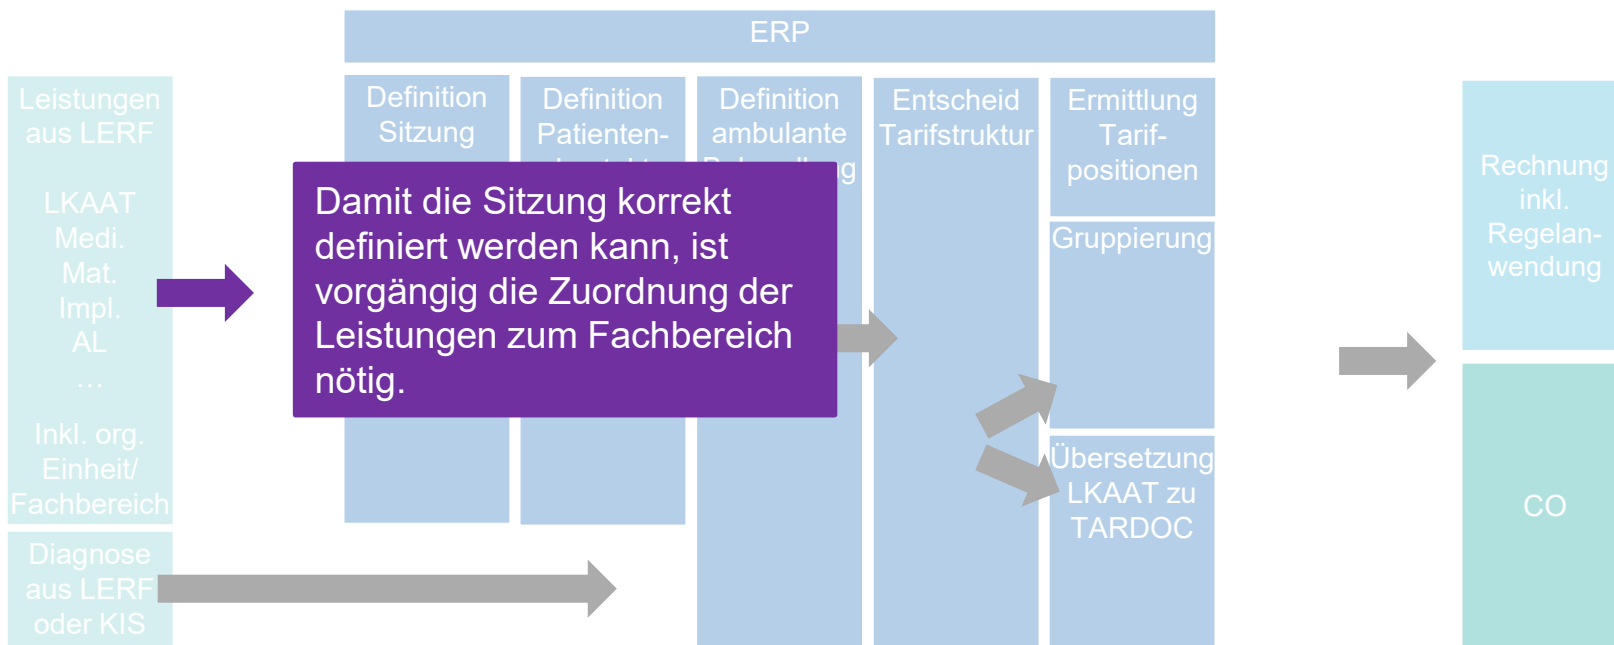 ERP
Leistungen
aus LERF
LKAAT
Medi.
Mat.
Impl.
AL
…
Inkl. org.
Einheit/
Fachbereich
Diagnose
aus LERF
oder KIS
Definition
Sitzung
Definition
Patienten-
Definition
ambulante
Entscheid
Tarifstruktur
Ermittlung
Tarif-
positionen
Gruppierung
Übersetzung
LKAAT zu
TARDOC
Damit die Sitzung korrekt
definiert werden kann, ist
vorgängig die Zuordnung der
Leistungen zum Fachbereich
nötig.
Rechnung
inkl.
Regelan-
wendung
CO